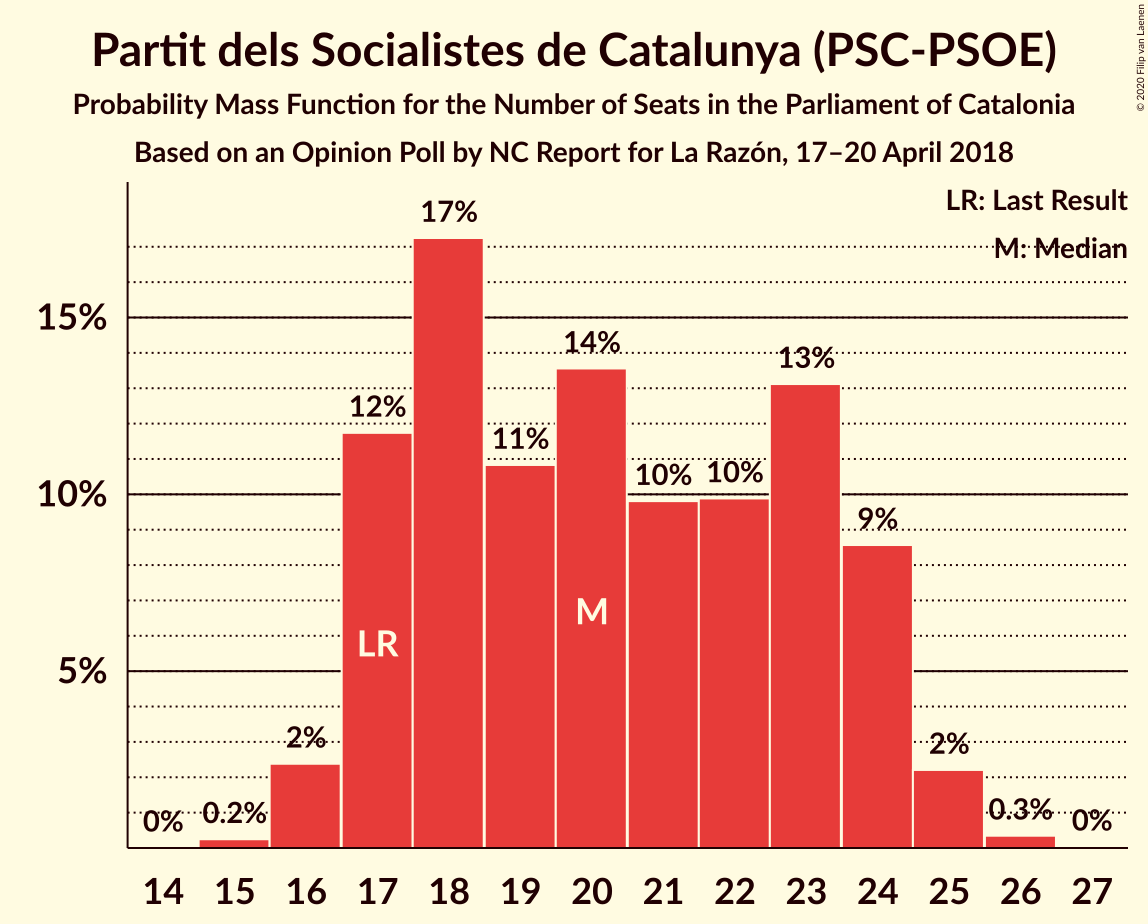 Partit dels Socialistes de Catalunya (PSC-PSOE)
Probability Mass Function for the Number of Seats in the Parliament of Catalonia
Based on an Opinion Poll by NC Report for La Razón, 17–20 April 2018
© 2020 Filip van Laenen
LR: Last Result
M: Median
15%
10%
5%
0%
0.2%
2%
12%
17%
11%
14%
10%
10%
13%
9%
2%
0.3%
0%
LR
M
14 15 16 17 18 19 20 21 22 23 24 25 26 27